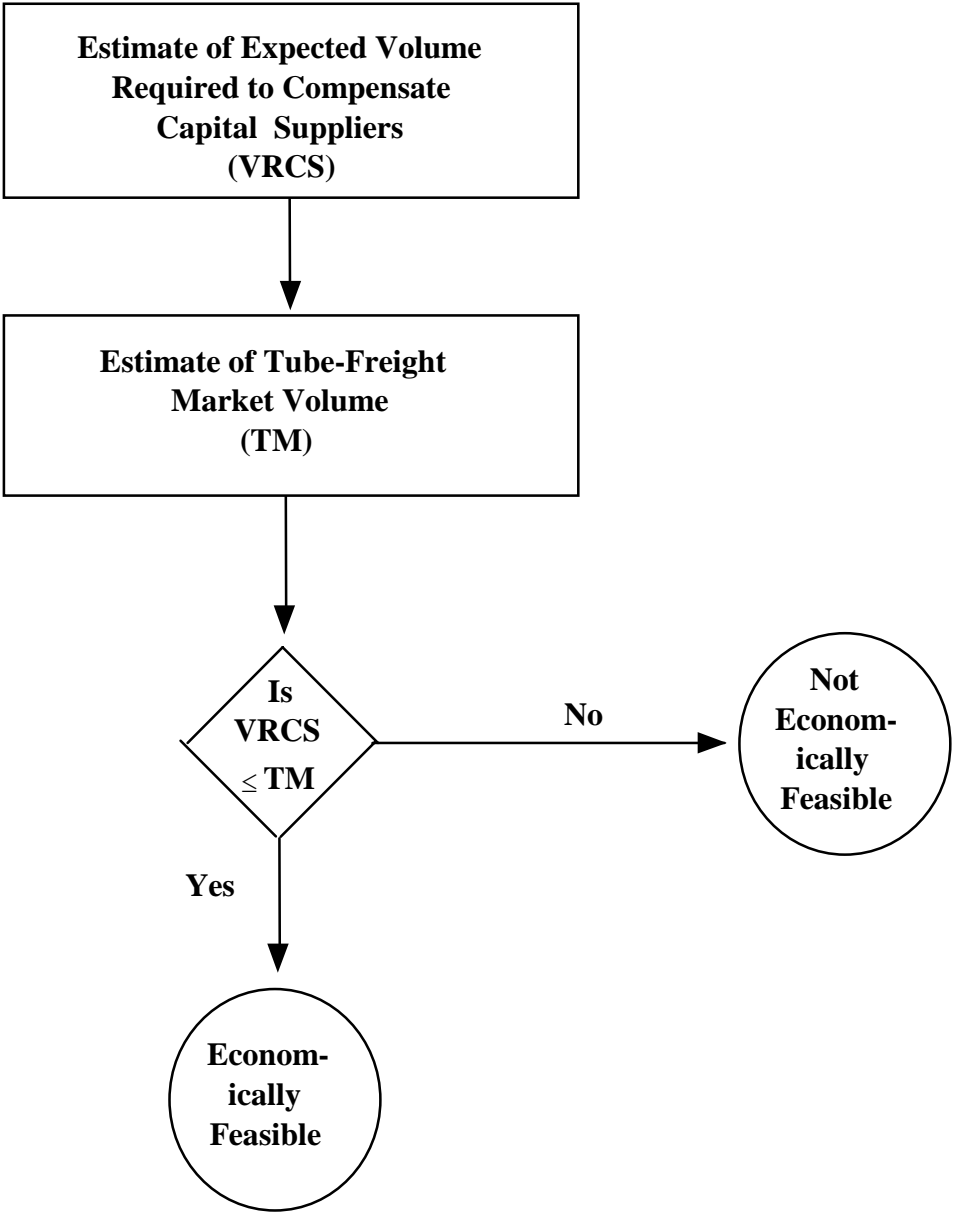 Estimate of Expected Volume
Required to Compensate
Capital Suppliers
(VRCS)
Estimate of Tube-Freight
Market Volume
(TM)
Is
VRCS
≤ TM
No
Not
Econom-
ically
Feasible
Yes
Econom-
ically
Feasible